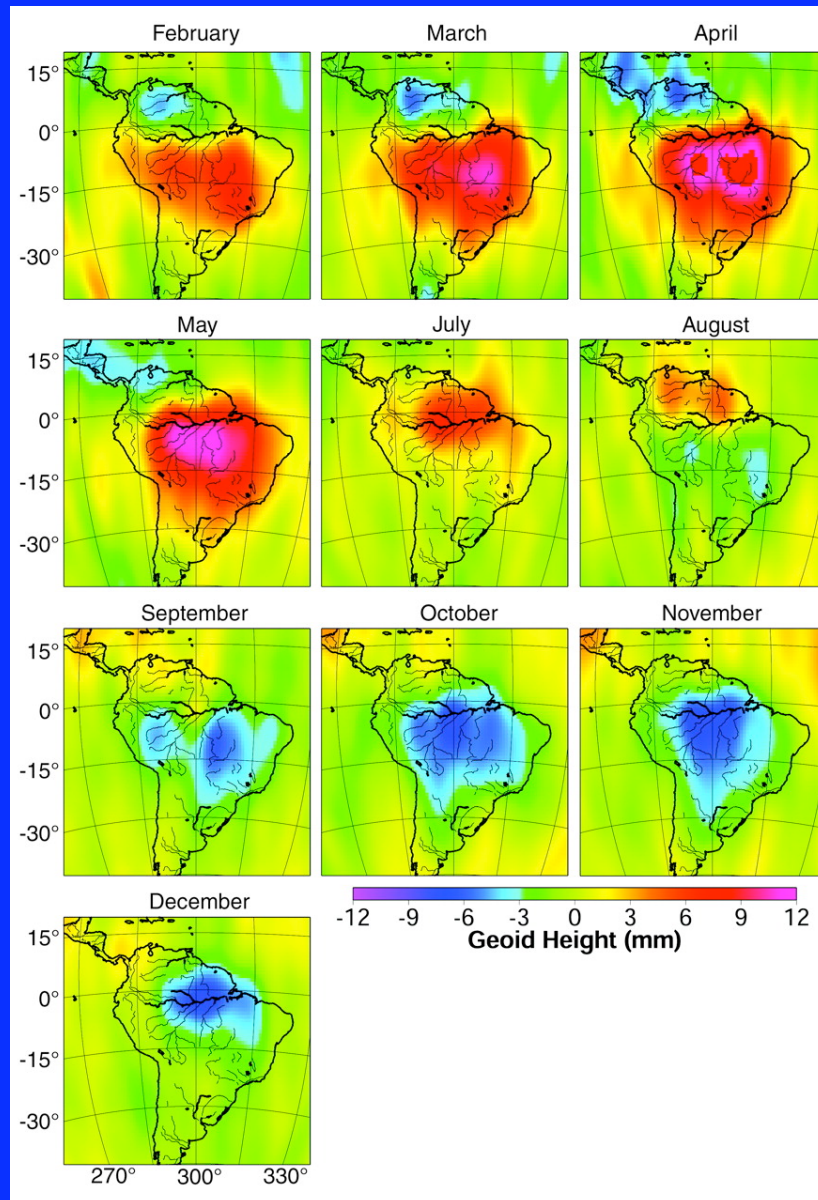 February March April
15°
0°
-15°
-30°
May July August
15°
0°
-15°
-30°
September October November
15°
0°
-15°
-30°
December
-12 -9 -6 -3 0 3 6 9 12
Geoid Height (mm)
15°
0°
-15°
-30°
270° 300° 330°